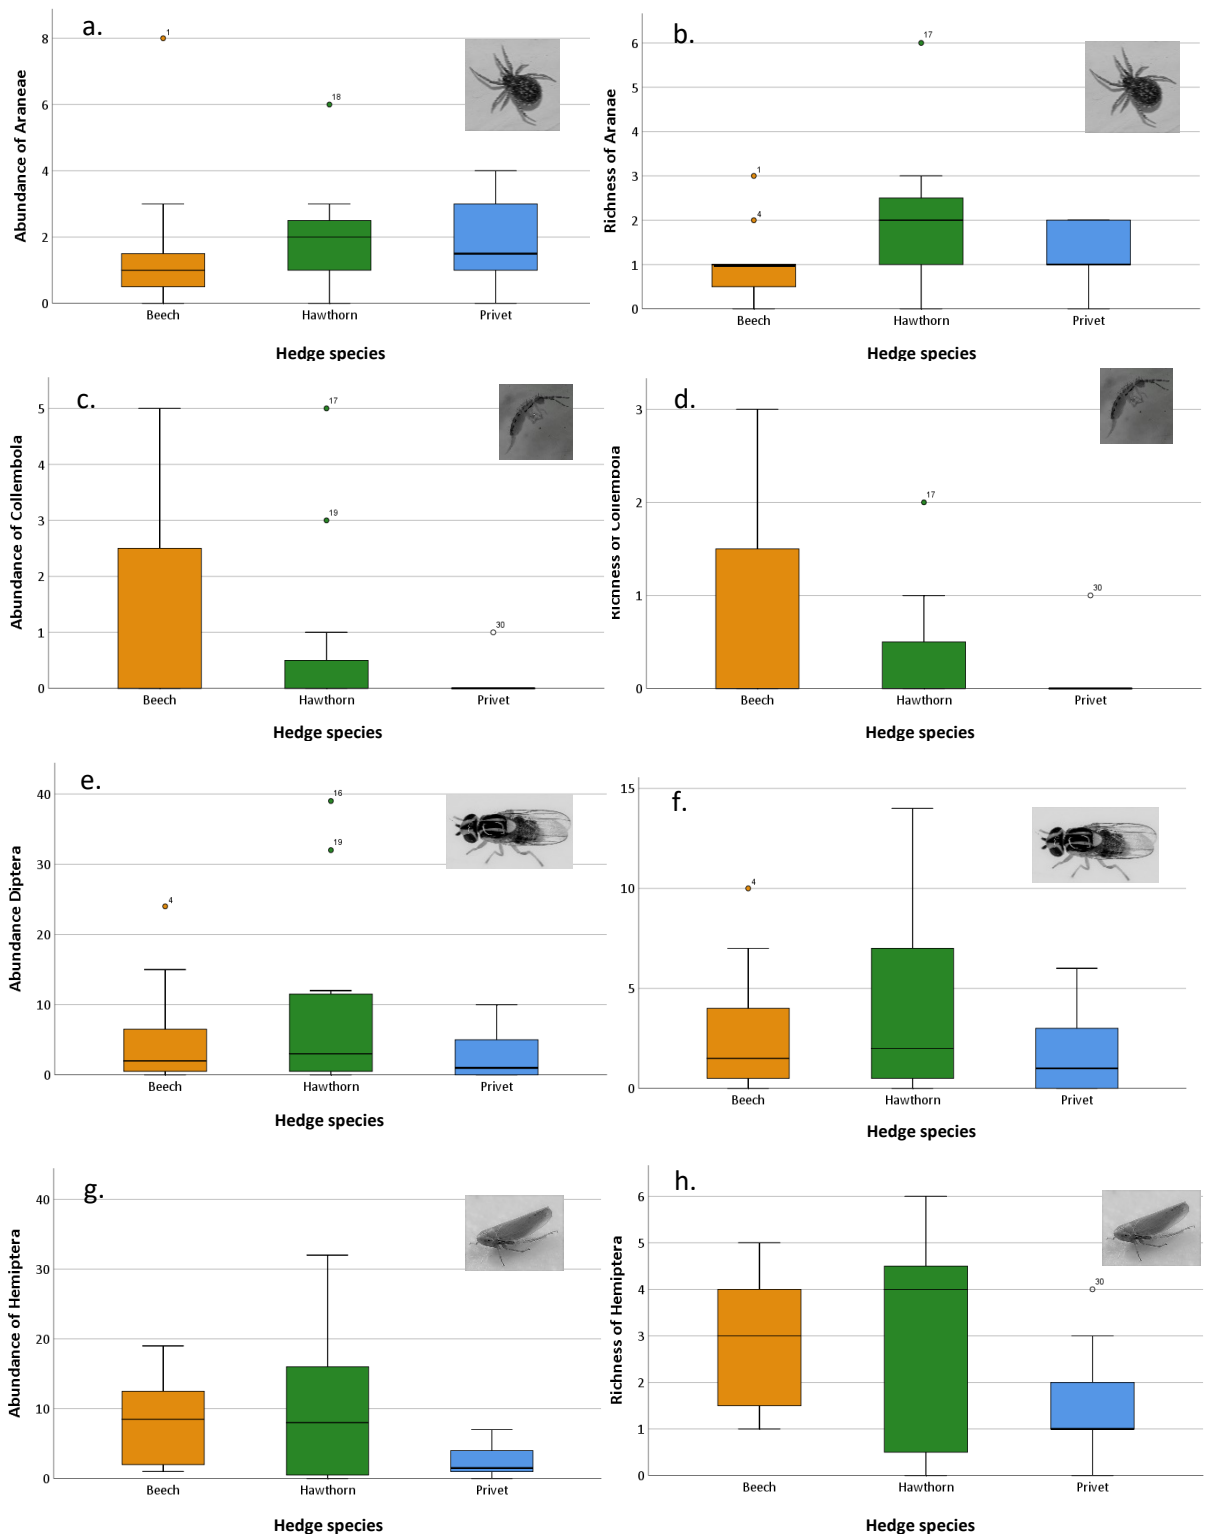 a.
Abundance of Araneae
8
6
4
2
0
1
18
Beech
Hawthorn
Privet
Hedge species
b.
Richness of Aranae
6
5
4
3
2
1
0
1
4
17
Beech
Hawthorn
Privet
Hedge species
c.
Abundance of Collembola
5
4
3
2
1
0
17
19
30
Beech
Hawthorn
Privet
Hedge species
d.
Richness of Collembola
3
2
1
0
17
30
Beech
Hawthorn
Privet
Hedge species
e.
Abundance Diptera
40
30
20
10
0
4
16
19
Beech
Hawthorn
Privet
Hedge species
f.
15
10
5
0
4
Beech
Hawthorn
Privet
Hedge species
g.
Abundance of Hemiptera
40
30
20
10
0
Beech
Hawthorn
Privet
Hedge species
h.
Richness of Hemiptera
6
5
4
3
2
1
0
30
Beech
Hawthorn
Privet
Hedge species